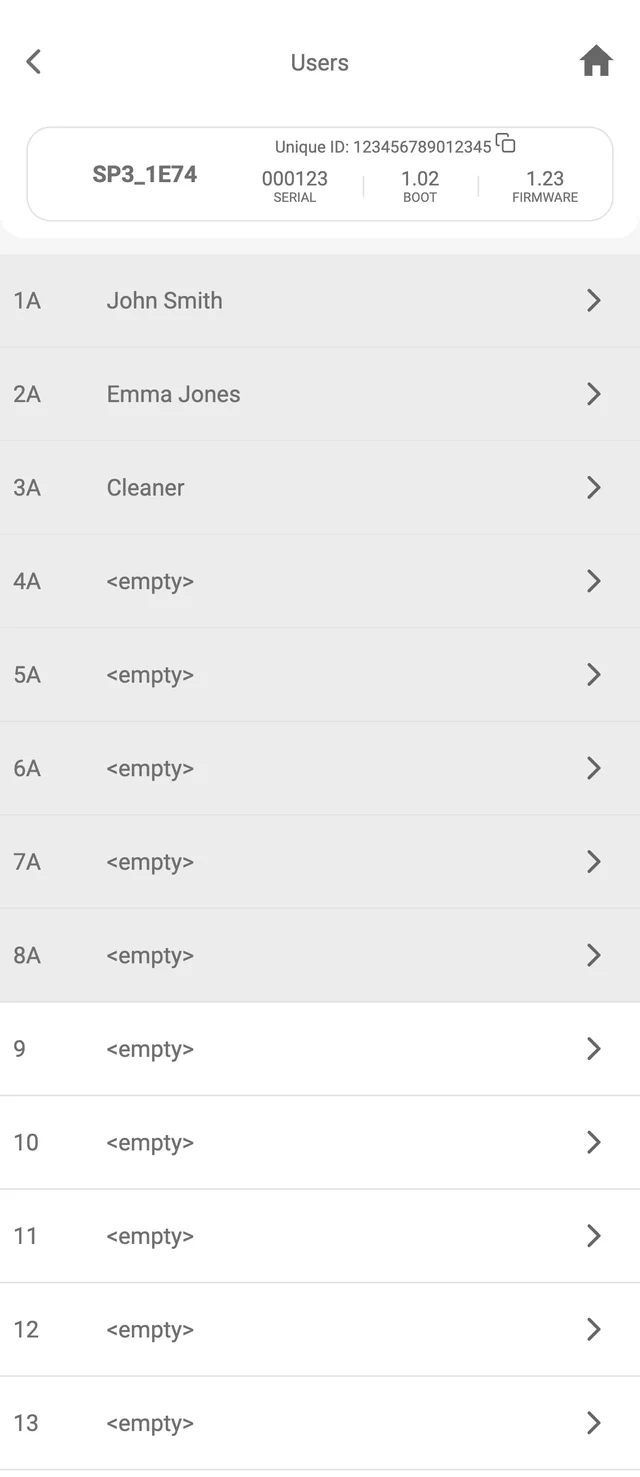 Users
Unique ID: 123456789012345
SP3_1E74
000123 1.02 1.23
SERIAL BOOT FIRMWARE
1A John Smith
2A Emma Jones
3A Cleaner
4A <empty>
5A <empty>
6A <empty>
7A <empty>
8A <empty>
9 <empty>
10 <empty>
11 <empty>
12 <empty>
13 <empty>